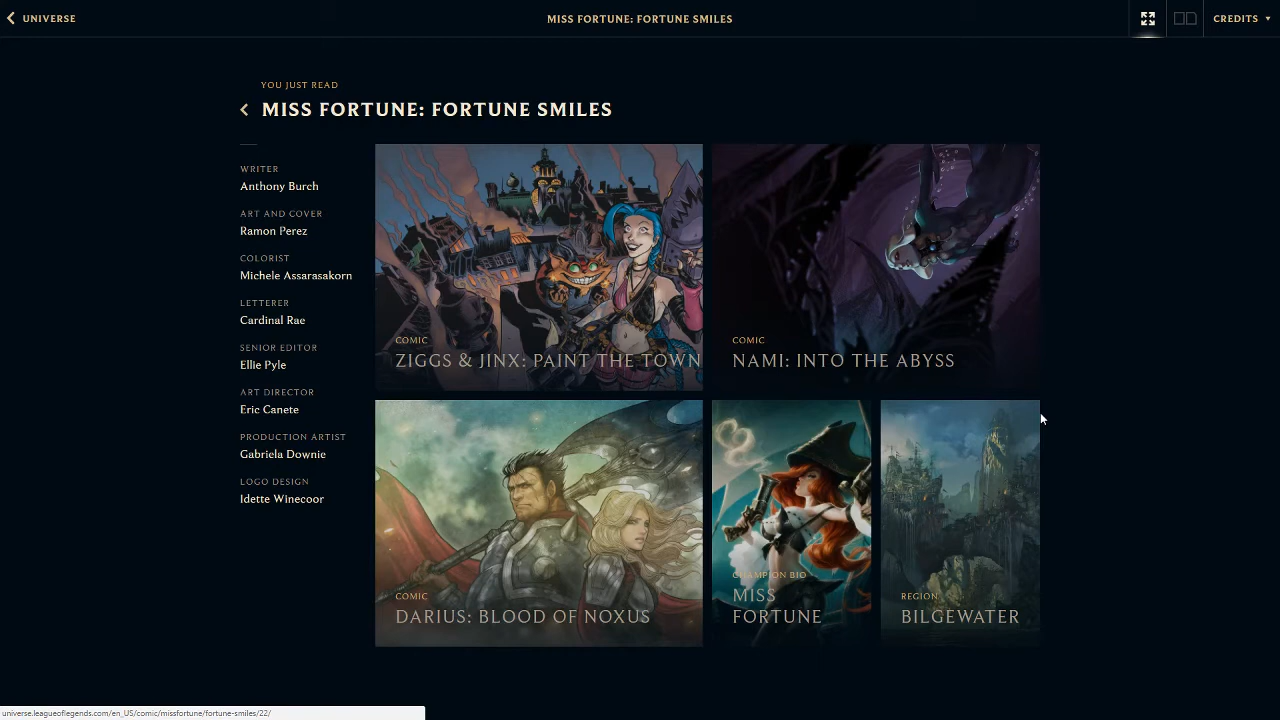 UNIVERSE
MISS FORTUNE: FORTUNE SMILES
CREDITS
YOU JUST READ
MISS FORTUNE: FORTUNE SMILES
WRITER
Anthony Burch
ART AND COVER
Ramon Perez
COLORIST
Michele Assarasakorn
LETTERER
Cardinal Rae
SENIOR EDITOR
Ellie Pyle
ART DIRECTOR
Eric Canete
PRODUCTION ARTIST
Gabriela Downie
LOGO DESIGN
Idette Winecoor
COMIC
ZIGGS & JINX: PAINT THE TOWN
COMIC
NAMI: INTO THE ABYSS
COMIC
DARIUS: BLOOD OF NOXUS
CHAMPION BIO
MISS
FORTUNE
REGION
BILGEWATER
universe.leagueoflegends.com/en_US/comic/missfortune/fortune-smiles/22/